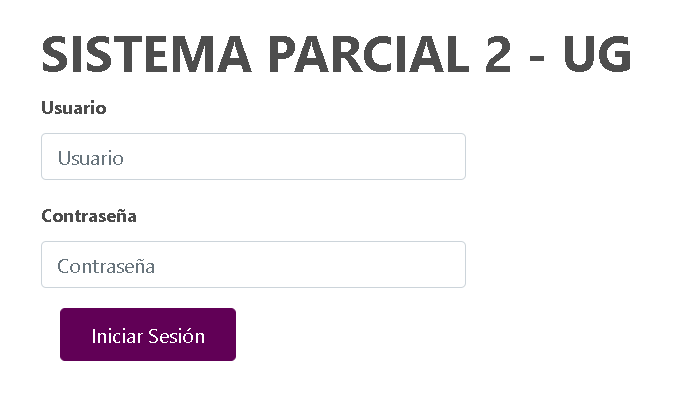 SISTEMA PARCIAL 2 - UG
Usuario
Usuario
Contraseña
Contraseña
Iniciar Sesión